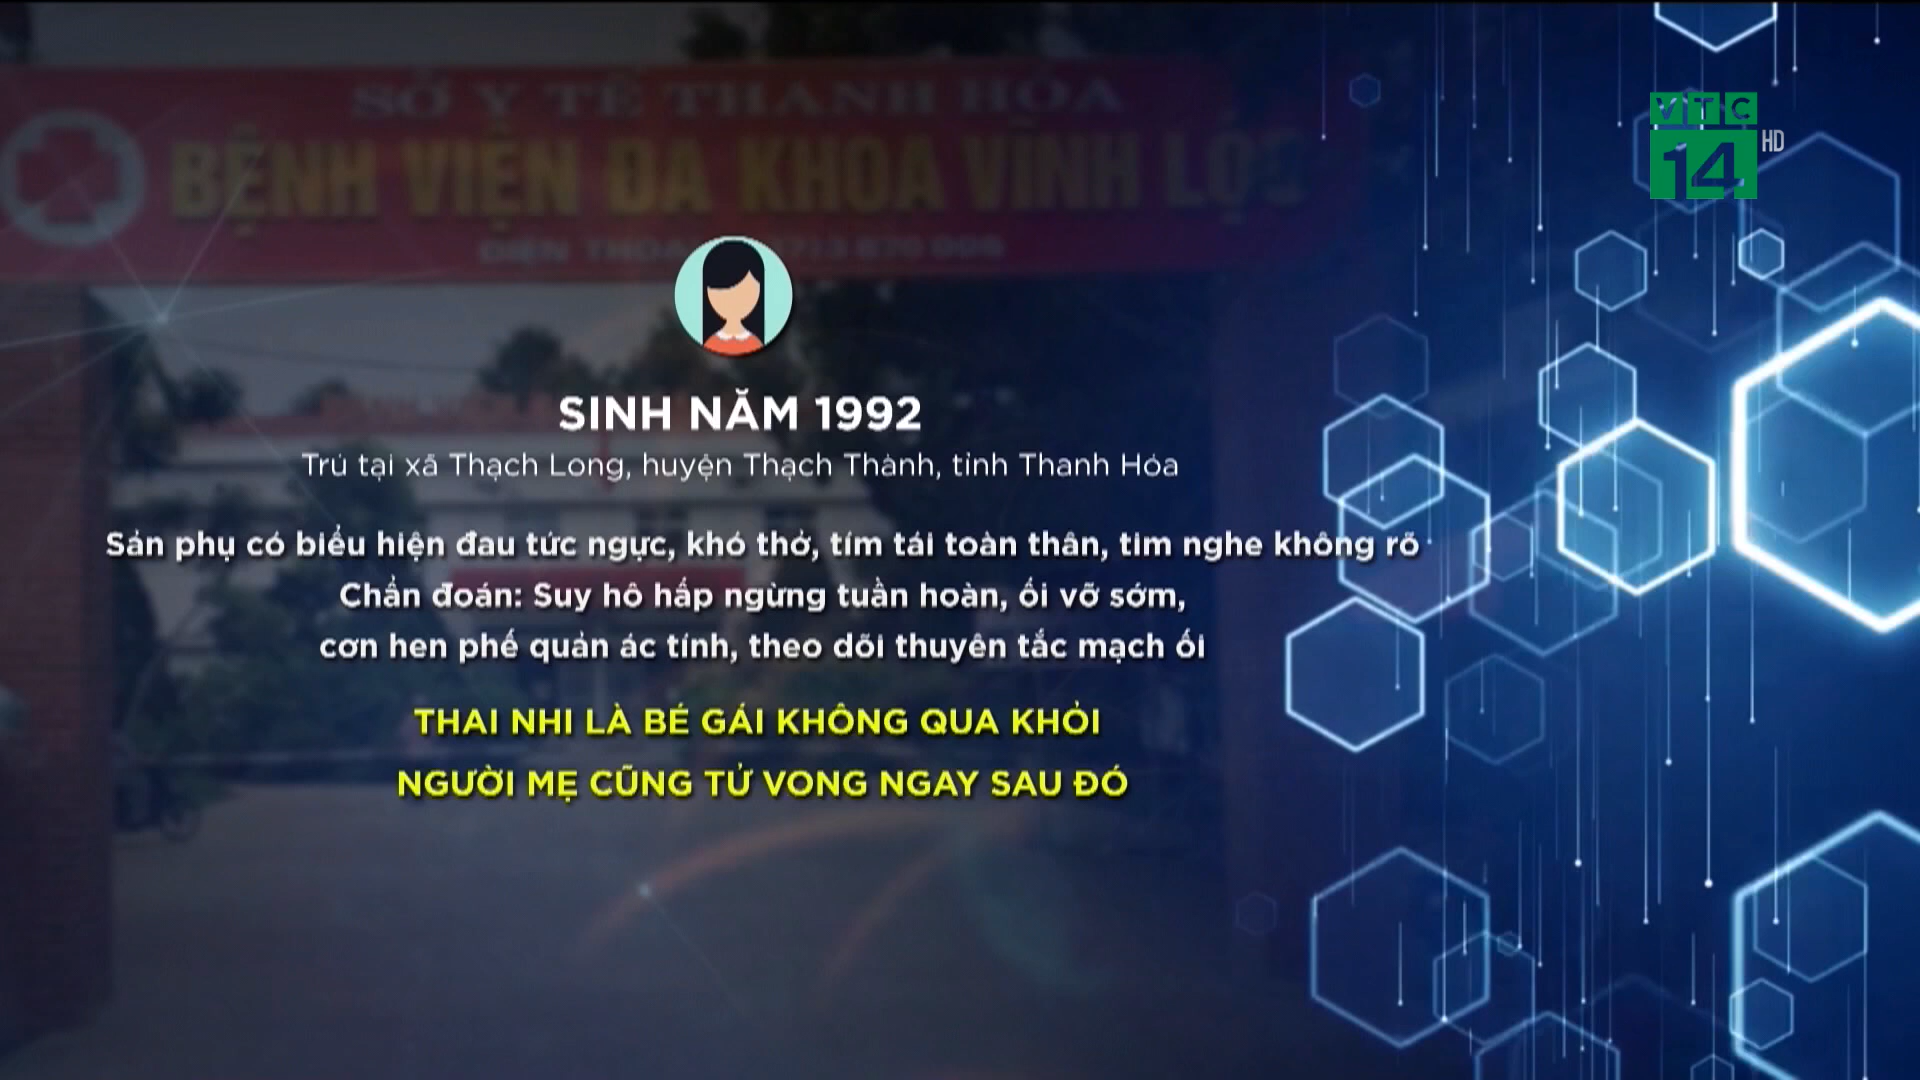 SỞ Y TẾ THANH HÓA
BỆNH VIỆN ĐA KHOA VĨNH LỘC
VTC
14 HD
SINH NĂM 1992
Trú tại xã Thạch Long, huyện Thạch Thành, tỉnh Thanh Hóa
Sản phụ có biểu hiện đau tức ngực, khó thở, tím tái toàn thân, tim nghe không rõ
Chẩn đoán: Suy hô hấp ngừng tuần hoàn, ối vỡ sớm,
cơn hen phế quản ác tính, theo dõi thuyên tắc mạch ối
THAI NHI LÀ BÉ GÁI KHÔNG QUA KHỎI
NGƯỜI MẸ CŨNG TỬ VONG NGAY SAU ĐÓ